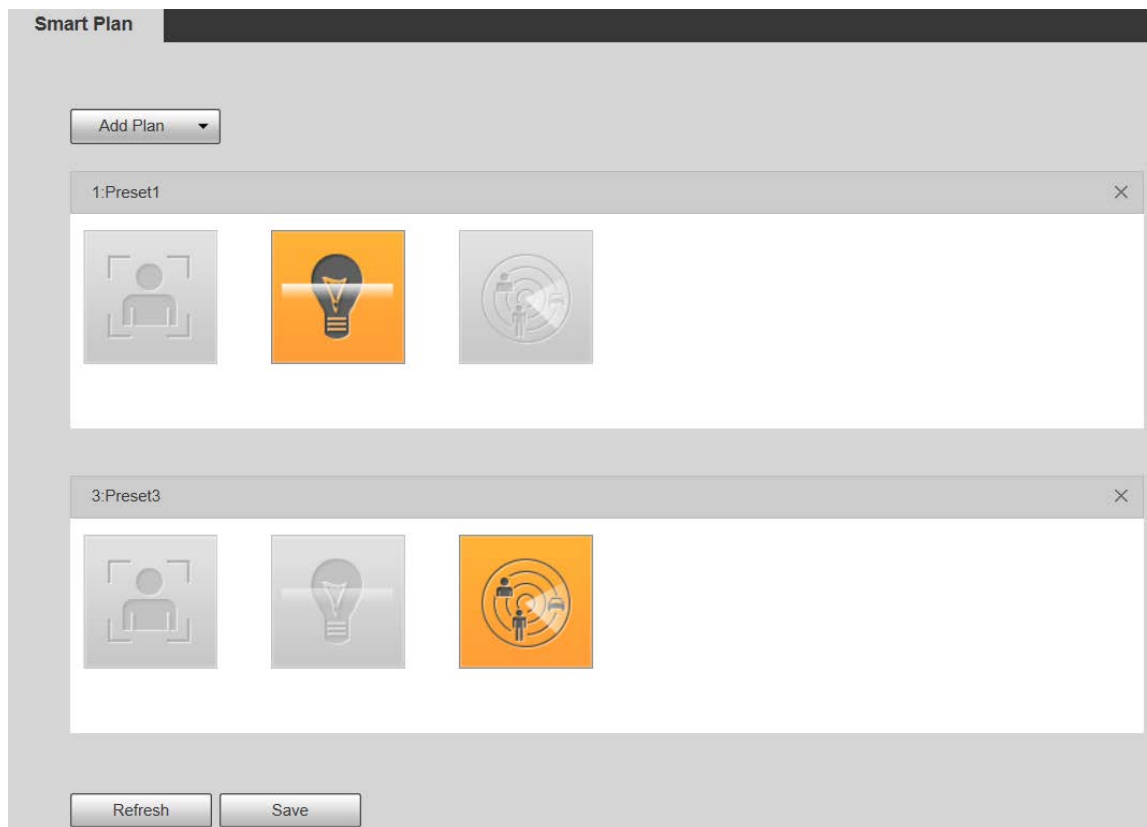 Smart Plan
Add Plan
1:Preset1
3:Preset3
Refresh
Save